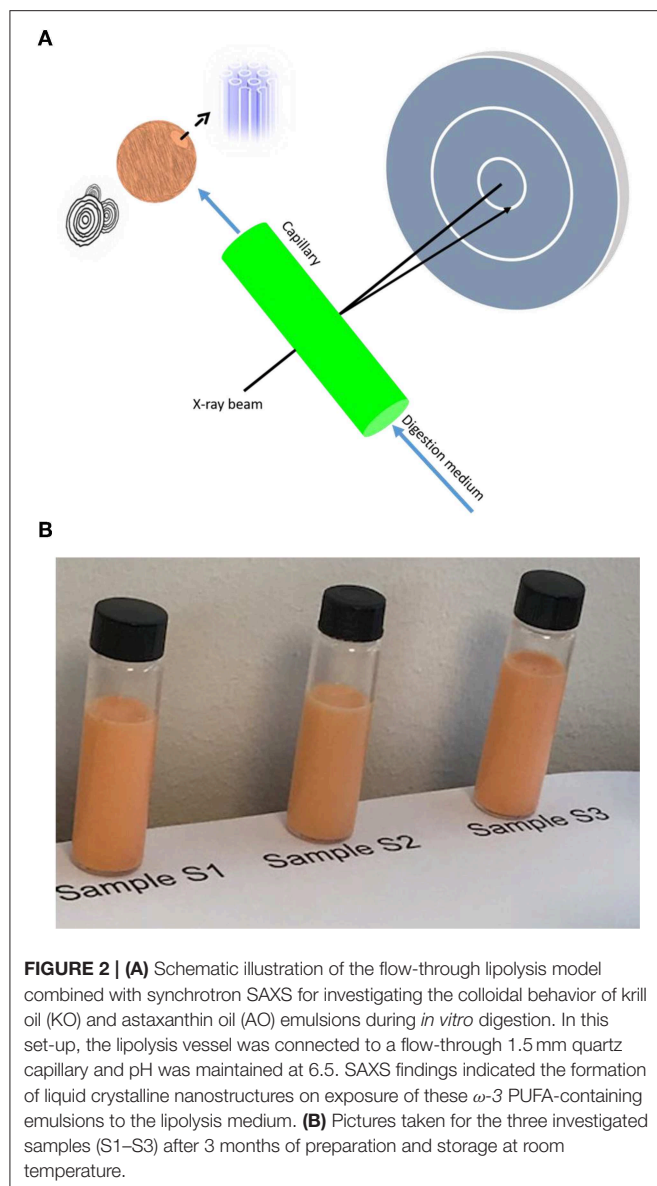 A
Capillary
X-ray beam
Digestion medium
B
Sample S1
Sample S2
Sample S3
FIGURE 2 | (A) Schematic illustration of the flow-through lipolysis model
combined with synchrotron SAXS for investigating the colloidal behavior of krill
oil (KO) and astaxanthin oil (AO) emulsions during in vitro digestion. In this
set-up, the lipolysis vessel was connected to a flow-through 1.5 mm quartz
capillary and pH was maintained at 6.5. SAXS findings indicated the formation
of liquid crystalline nanostructures on exposure of these ω-3 PUFA-containing
emulsions to the lipolysis medium. (B) Pictures taken for the three investigated
samples (S1–S3) after 3 months of preparation and storage at room
temperature.